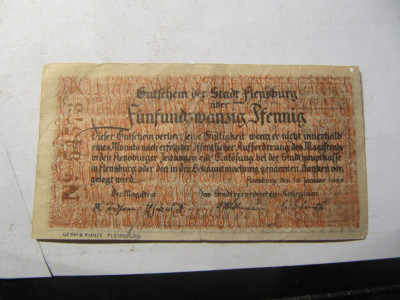 Gutschein der Stadt Flensburg
über
Fünfundzwanzig Pfennig
Dieser Gutschein verliert seine Gültigkeit wenn er nicht innerhalb
eines Monats nach erfolgter öffentlicher Aufforderung des Magistrats
in den Flensburger Zeitungen zur Einlösung bei der Stadthauptkasse
in Flensburg oder den in der Bekanntmachung genannten Banken vor-
gelegt wird.
Flensburg den Januar
Der Magistrat Das Stadtverordneten-Kollegium
FLENSBURG